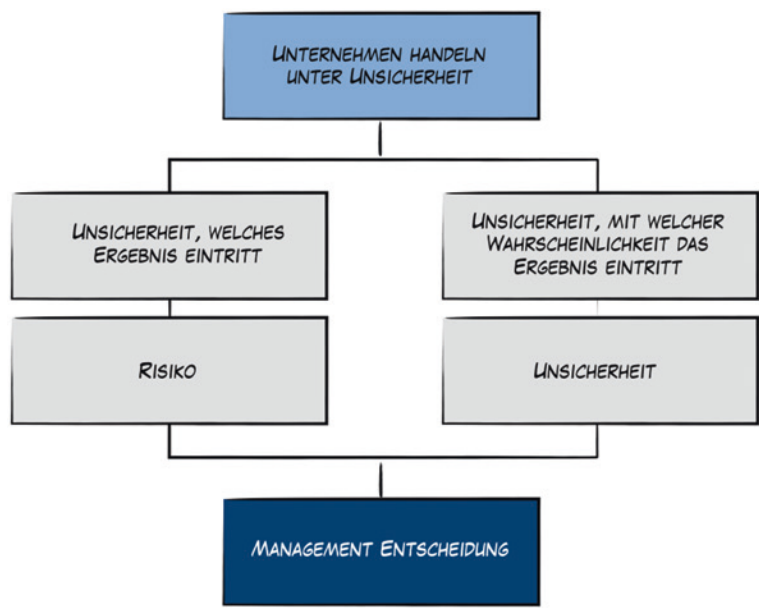 Unternehmen handeln
unter Unsicherheit
Unsicherheit, welches
Ergebnis eintritt
Unsicherheit, mit welcher
Wahrscheinlichkeit das
Ergebnis eintritt
Risiko
Unsicherheit
Management Entscheidung